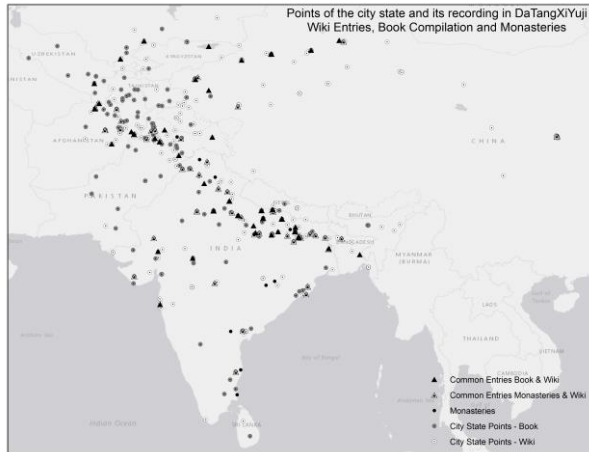 Points of the city state and its recording in DaTangXiYuji
Wiki Entries, Book Compilation and Monasteries
UZBEKISTAN
KYRGYZSTAN
TAJIKISTAN
AFGHANISTAN
CHINA
PAKISTAN
NEPAL
BHUTAN
INDIA
BANGLADESH
MYANMAR
(BURMA)
LAOS
THAILAND
VIETNAM
CAMBODIA
Bay of Bengal
SRI LANKA
Indian Ocean
Common Entries Book & Wiki
Common Entries Monasteries & Wiki
Monasteries
City State Points - Book
City State Points - Wiki